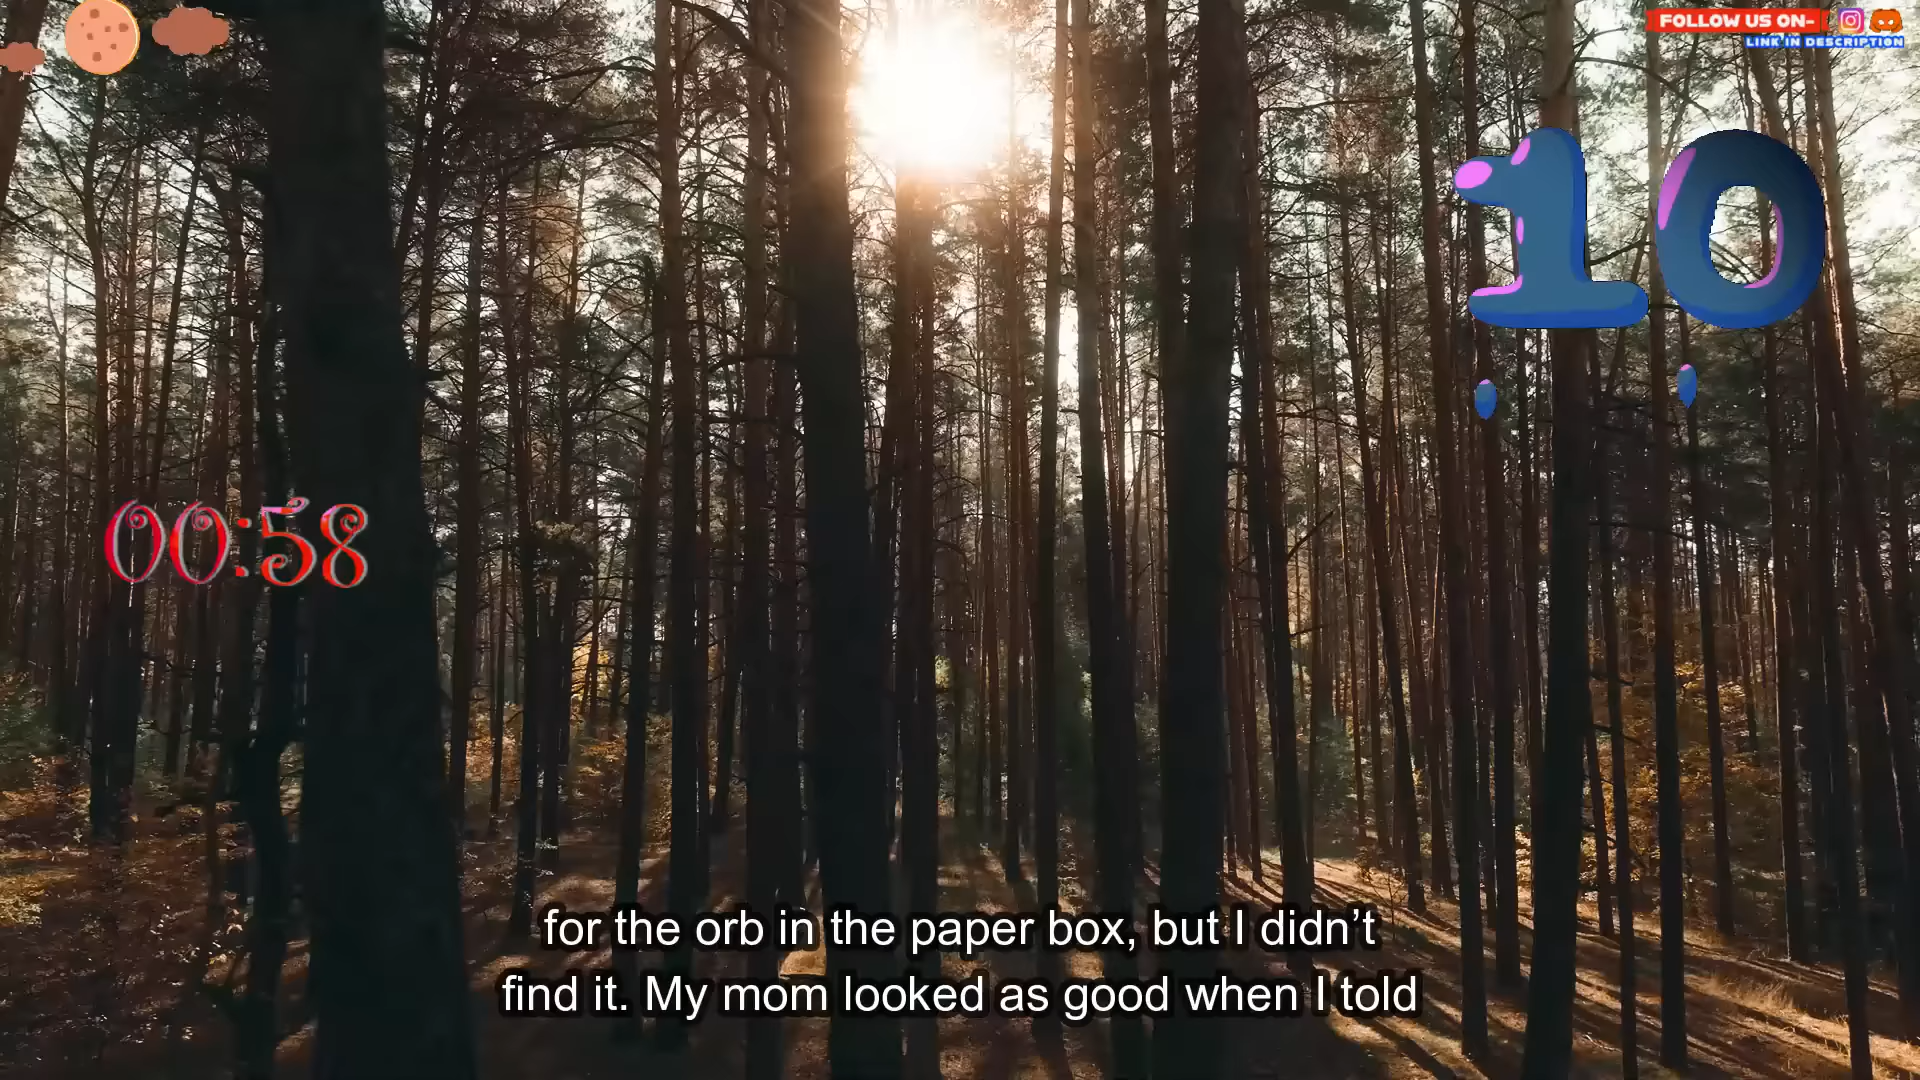 FOLLOW US ON-
LINK IN DESCRIPTION
10
00:58
for the orb in the paper box, but I didn’t
find it. My mom looked as good when I told